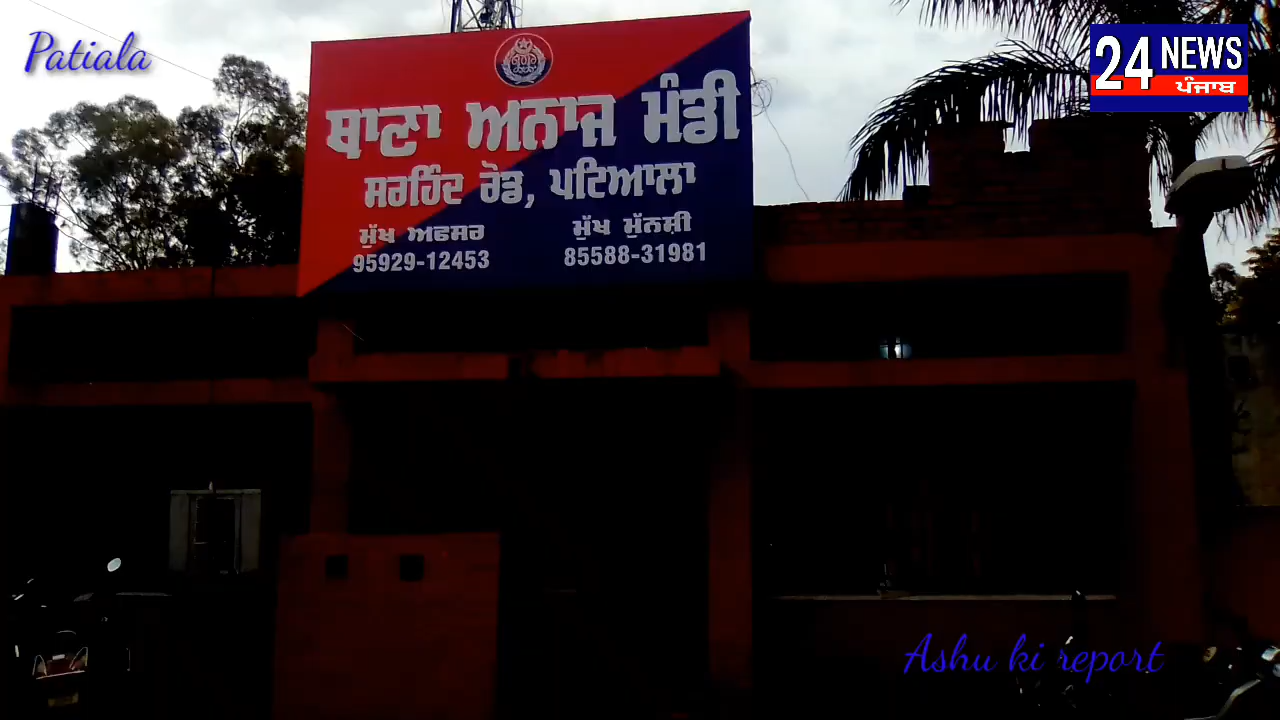 Patiala
24 NEWS
ਪੰਜਾਬ
ਥਾਣਾ ਅਨਾਜ ਮੰਡੀ
ਸਰਹਿੰਦ ਰੋਡ, ਪਟਿਆਲਾ
ਮੁੱਖ ਅਫਸਰ
95929-12453
ਮੁੱਖ ਮੁੱਨਸ਼ੀ
85588-31981
Ashu ki report